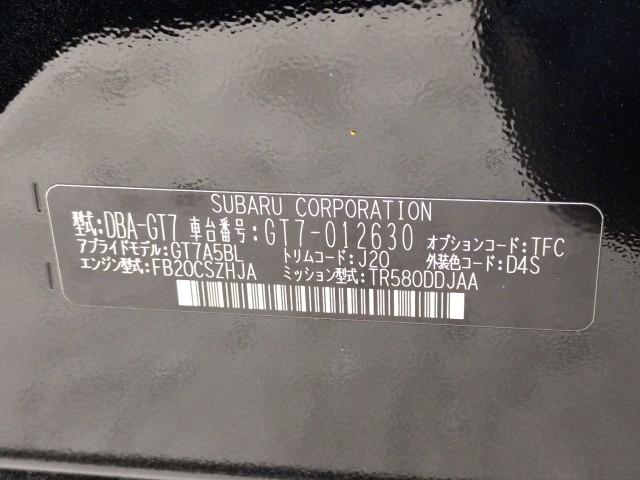 SUBARU CORPORATION
型式:DBA-GT7 車台番号:GT7-012630 オプションコード:TFC
アプライドモデル:GT7A5BL トリムコード:J20 外装色コード:D4S
エンジン型式:FB20CSZHJA ミッション型式:TR580DDJAA